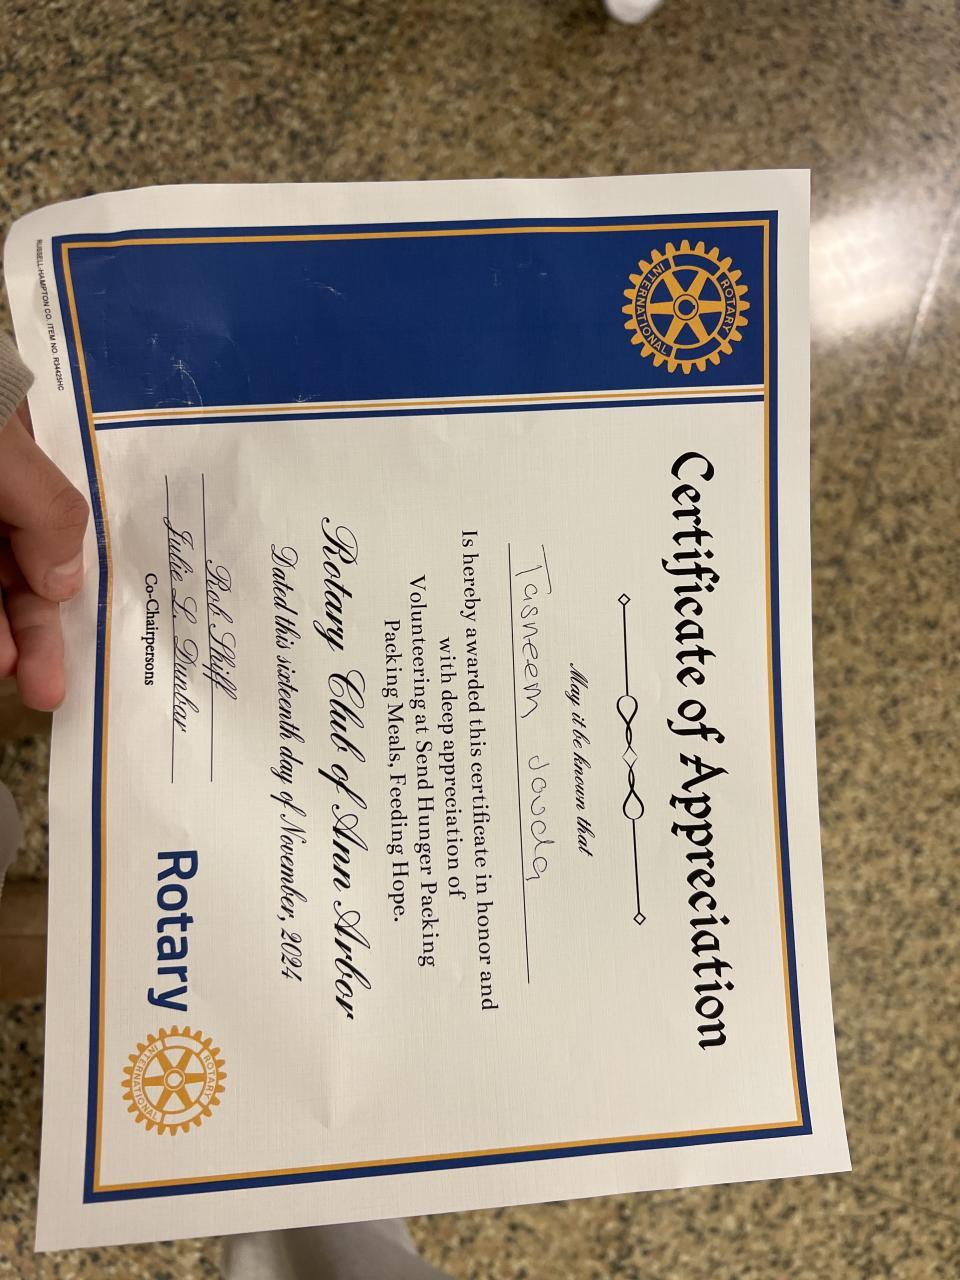 ROTARY
INTERNATIONAL
Certificate of Appreciation
May it be known that
Tasneem Jouda
Is hereby awarded this certificate in honor and
with deep appreciation of
Volunteering at Send Hunger Packing
Packing Meals, Feeding Hope.
Rotary Club of Ann Arbor
Dated this sixteenth day of November, 2024
Rob Shiff
Julie L. Dunbar
Co-Chairpersons
Rotary
ROTARY
INTERNATIONAL
RUSSELL-HAMPTON CO. ITEM NO. R34425HC